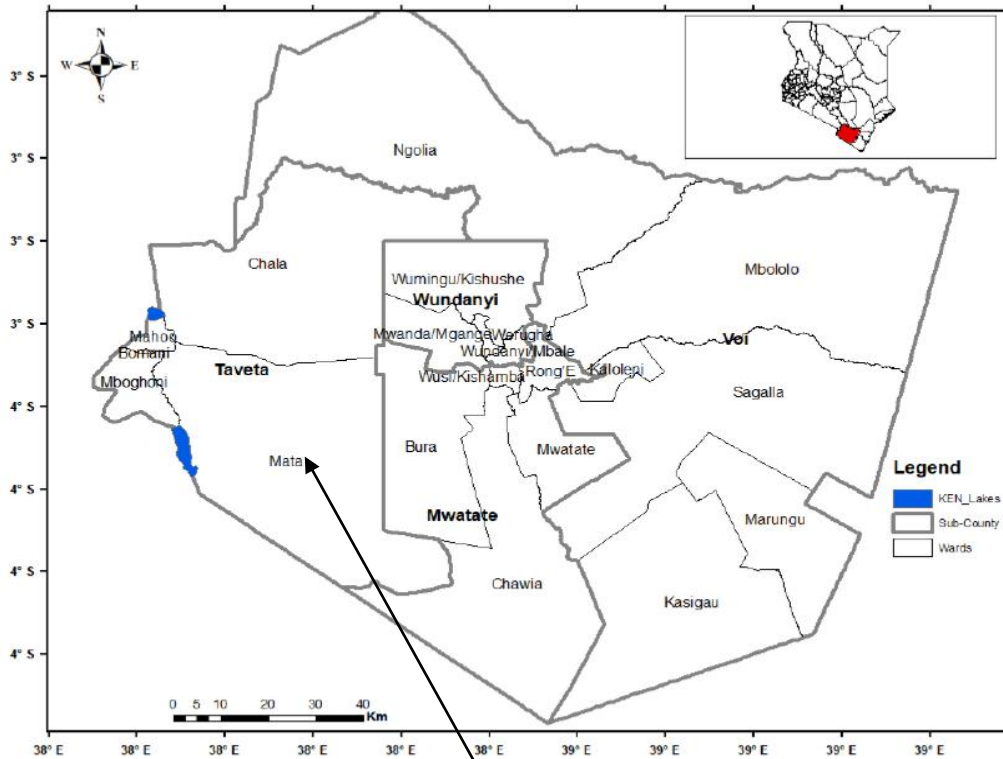 N
W E
S
3° S
3° S
3° S
3° S
4° S
4° S
4° S
4° S
Ngolia
Chala
Wumingu/Kishushe
Wundanyi
Mbololo
Mahoo
Mwanda/Mgange
Werugha
Bomani
Wundanyi/Mbale
Voi
Taveta
Mboghoni
Wusi/Kishamba
Rong'E
Kaloleni
Sagalla
Bura
Mwatate
Mata
Mwatate
Marungu
Chawia
Kasigau
Legend
KEN_Lakes
Sub-County
Wards
0 5 10 20 30 40
Km
38° E 38° E 38° E 38° E 38° E 38° E 39° E 39° E 39° E 39° E 39° E